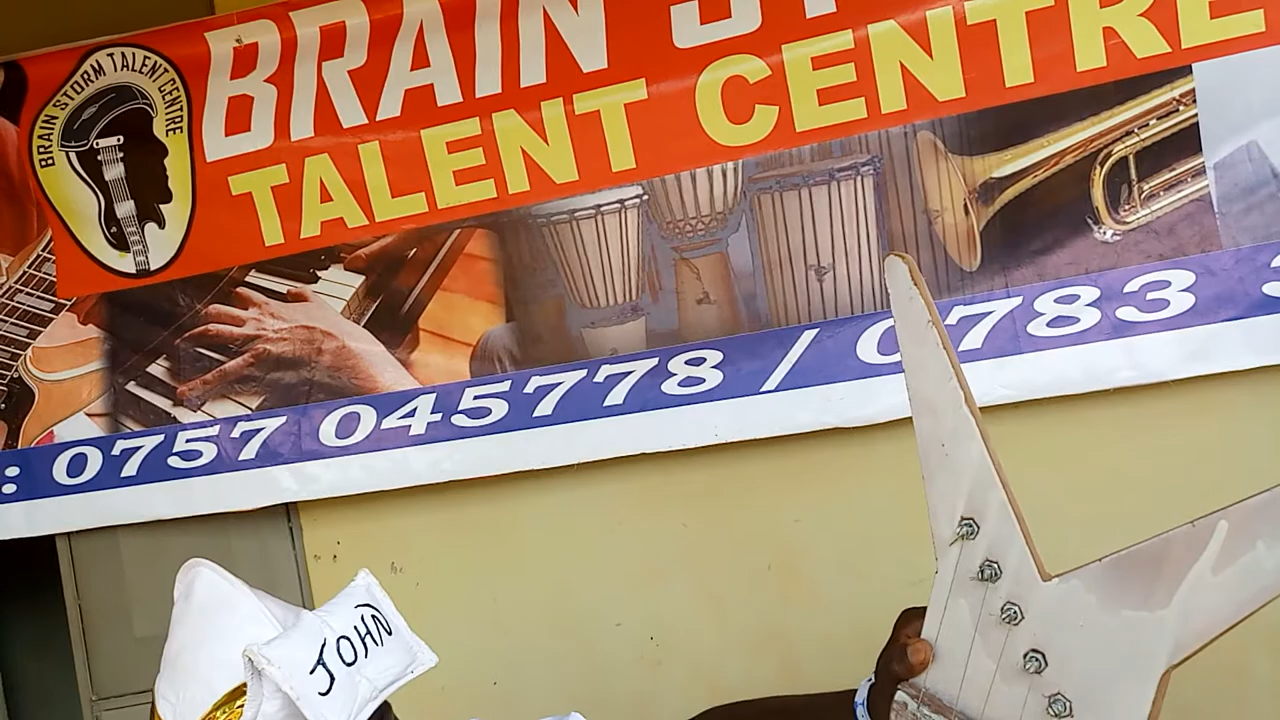 BRAIN STORM TALENT CENTRE
BRAIN
TALENT CENTRE
: 0757 045778 / 0783
JOHN